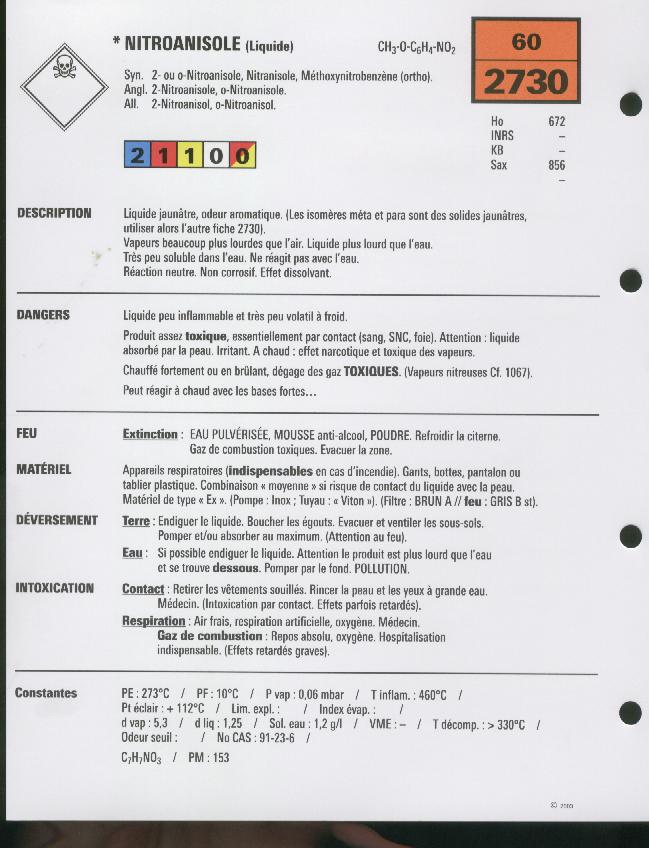 * NITROANISOLE (Liquide) CH3-O-C6H4-NO2
60
2730
Syn. 2- ou o-Nitroanisole, Nitranisole, Méthoxynitrobenzène (ortho).
Angl. 2-Nitroanisole, o-Nitroanisole.
All. 2-Nitroanisol, o-Nitroanisol.
Ho 672
INRS –
KB –
Sax 856
–
2 1 1 0 0
DESCRIPTION Liquide jaunâtre, odeur aromatique. (Les isomères méta et para sont des solides jaunâtres,
utiliser alors l'autre fiche 2730).
Vapeurs beaucoup plus lourdes que l'air. Liquide plus lourd que l'eau.
Très peu soluble dans l'eau. Ne réagit pas avec l'eau.
Réaction neutre. Non corrosif. Effet dissolvant.
DANGERS Liquide peu inflammable et très peu volatil à froid.
Produit assez toxique, essentiellement par contact (sang, SNC, foie). Attention : liquide
absorbé par la peau. Irritant. A chaud : effet narcotique et toxique des vapeurs.
Chauffé fortement ou en brûlant, dégage des gaz TOXIQUES. (Vapeurs nitreuses Cf. 1067).
Peut réagir à chaud avec les bases fortes...
FEU Extinction : EAU PULVÉRISÉE, MOUSSE anti-alcool, POUDRE. Refroidir la citerne.
Gaz de combustion toxiques. Evacuer la zone.
MATÉRIEL Appareils respiratoires (indispensables en cas d'incendie). Gants, bottes, pantalon ou
tablier plastique. Combinaison « moyenne » si risque de contact du liquide avec la peau.
Matériel de type « Ex ». (Pompe : Inox ; Tuyau : « Viton »). (Filtre : BRUN A // feu : GRIS B st).
DÉVERSEMENT Terre : Endiguer le liquide. Boucher les égouts. Evacuer et ventiler les sous-sols.
Pomper et/ou absorber au maximum. (Attention au feu).
Eau : Si possible endiguer le liquide. Attention le produit est plus lourd que l'eau
et se trouve dessous. Pomper par le fond. POLLUTION.
INTOXICATION Contact : Retirer les vêtements souillés. Rincer la peau et les yeux à grande eau.
Médecin. (Intoxication par contact. Effets parfois retardés).
Respiration : Air frais, respiration artificielle, oxygène. Médecin.
Gaz de combustion : Repos absolu, oxygène. Hospitalisation
indispensable. (Effets retardés graves).
Constantes PE : 273°C / PF : 10°C / P vap : 0,06 mbar / T inflam. : 460°C /
Pt éclair : + 112°C / Lim. expl. : / Index évap. : /
d vap : 5,3 / d liq : 1,25 / Sol. eau : 1,2 g/l / VME : – / T décomp. : > 330°C /
Odeur seuil : / No CAS : 91-23-6 /
C7H7NO3 / PM : 153